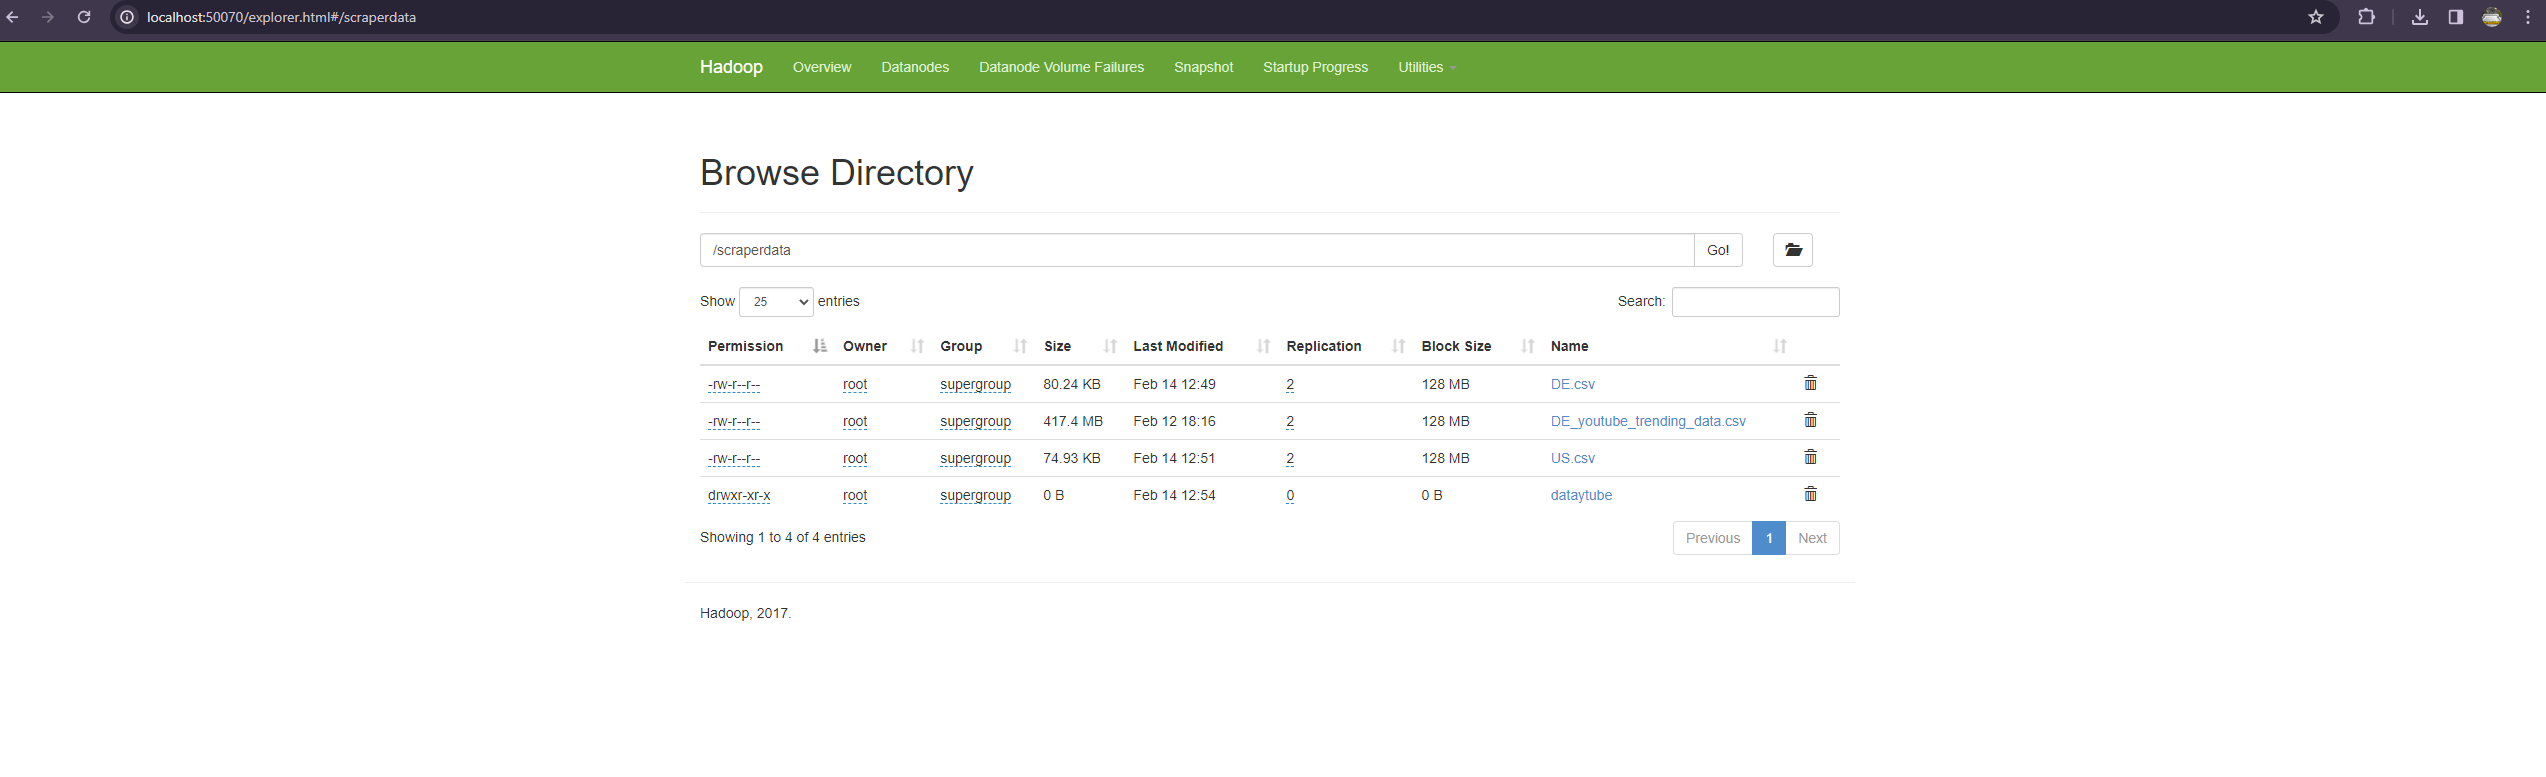 localhost:50070/explorer.html#/scraperdata
Hadoop Overview Datanodes Datanode Volume Failures Snapshot Startup Progress Utilities
Browse Directory
/scraperdata Go!
Show 25 entries Search:
Permission Owner Group Size Last Modified Replication Block Size Name
-rw-r--r-- root supergroup 80.24 KB Feb 14 12:49 2 128 MB DE.csv
-rw-r--r-- root supergroup 417.4 MB Feb 12 18:16 2 128 MB DE_youtube_trending_data.csv
-rw-r--r-- root supergroup 74.93 KB Feb 14 12:51 2 128 MB US.csv
drwxr-xr-x root supergroup 0 B Feb 14 12:54 0 0 B dataytube
Showing 1 to 4 of 4 entries Previous 1 Next
Hadoop, 2017.